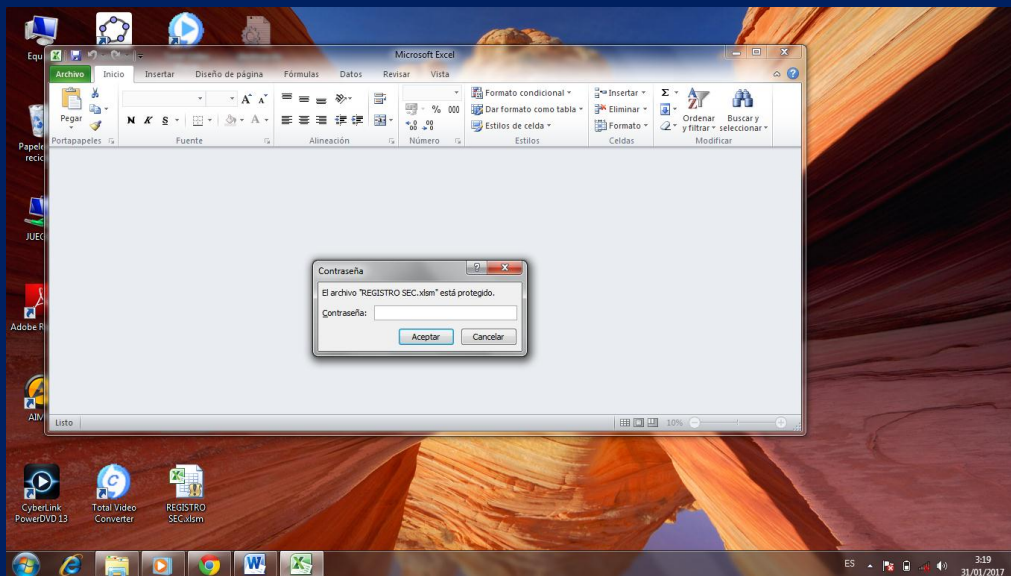 Equ
Microsoft Excel
Archivo Inicio Insertar Diseño de página Fórmulas Datos Revisar Vista
Pegar
N K S A A A
% 000
Formato condicional
Dar formato como tabla
Estilos de celda
Insertar
Eliminar
Formato
Σ
Ordenar y filtrar
Buscar y seleccionar
Portapapeles Fuente Alineación Número Estilos Celdas Modificar
Papele
recic
JUEG
Contraseña
El archivo "REGISTRO SEC.xlsm" está protegido.
Contraseña:
Aceptar Cancelar
Adobe R
AIM
Listo
10%
CyberLink
PowerDVD 13
Total Video
Converter
REGISTRO
SEC.xlsm
ES
3:19
31/01/2017